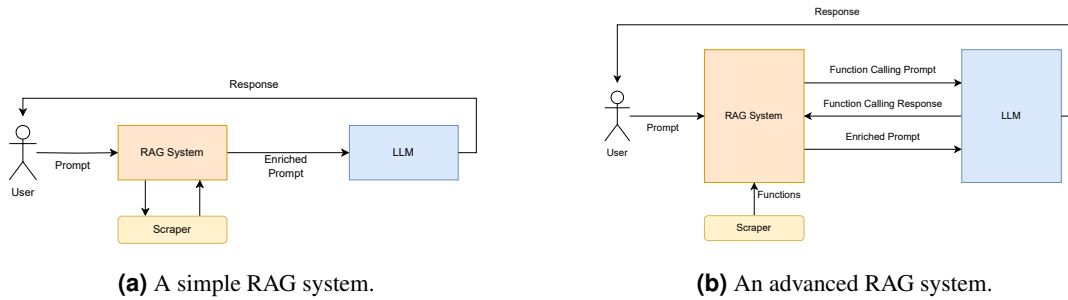 Response
RAG System
LLM
Prompt
Enriched
Prompt
User
Scraper
(a) A simple RAG system.
Response
Function Calling Prompt
Function Calling Response
RAG System
LLM
Prompt
Enriched Prompt
User
Functions
Scraper
(b) An advanced RAG system.